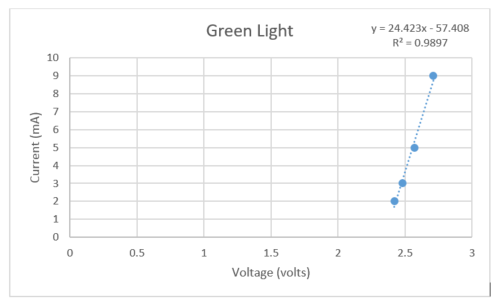 Green Light
y = 24.423x - 57.408
R² = 0.9897
Current (mA)
10
9
8
7
6
5
4
3
2
1
0
0 0.5 1 1.5 2 2.5 3
Voltage (volts)